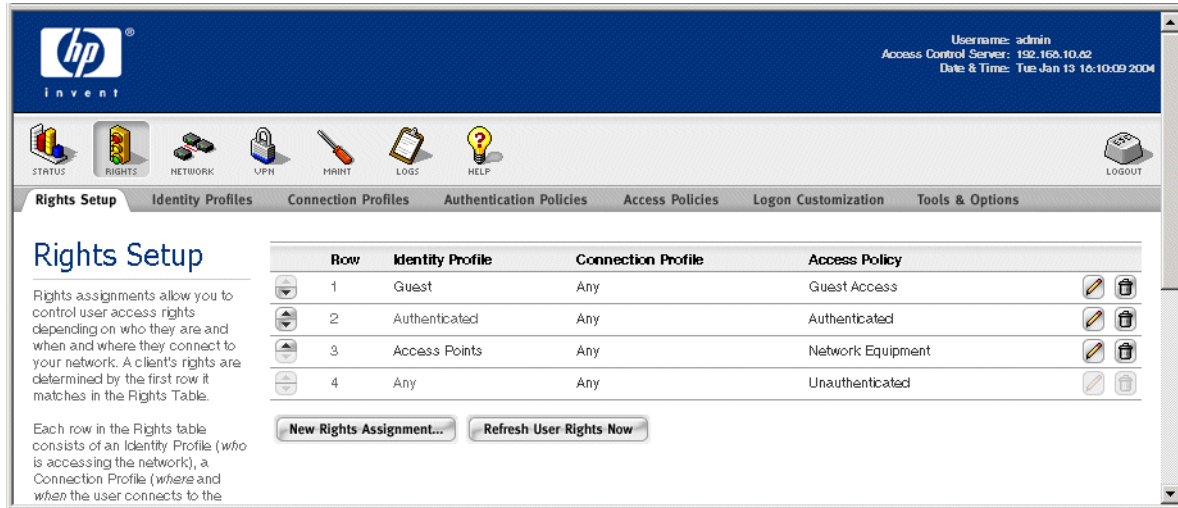 hp
®
invent
Username: admin
Access Control Server: 192.168.10.82
Date & Time: Tue Jan 13 16:10:09 2004
STATUS RIGHTS NETWORK VPN MAINT LOGS HELP LOGOUT
Rights Setup Identity Profiles Connection Profiles Authentication Policies Access Policies Logon Customization Tools & Options
Rights Setup
Rights assignments allow you to
control user access rights
depending on who they are and
when and where they connect to
your network. A client's rights are
determined by the first row it
matches in the Rights Table.
Each row in the Rights table
consists of an Identity Profile (who
is accessing the network), a
Connection Profile (where and
when the user connects to the
Row Identity Profile Connection Profile Access Policy
1 Guest Any Guest Access
2 Authenticated Any Authenticated
3 Access Points Any Network Equipment
4 Any Any Unauthenticated
New Rights Assignment... Refresh User Rights Now